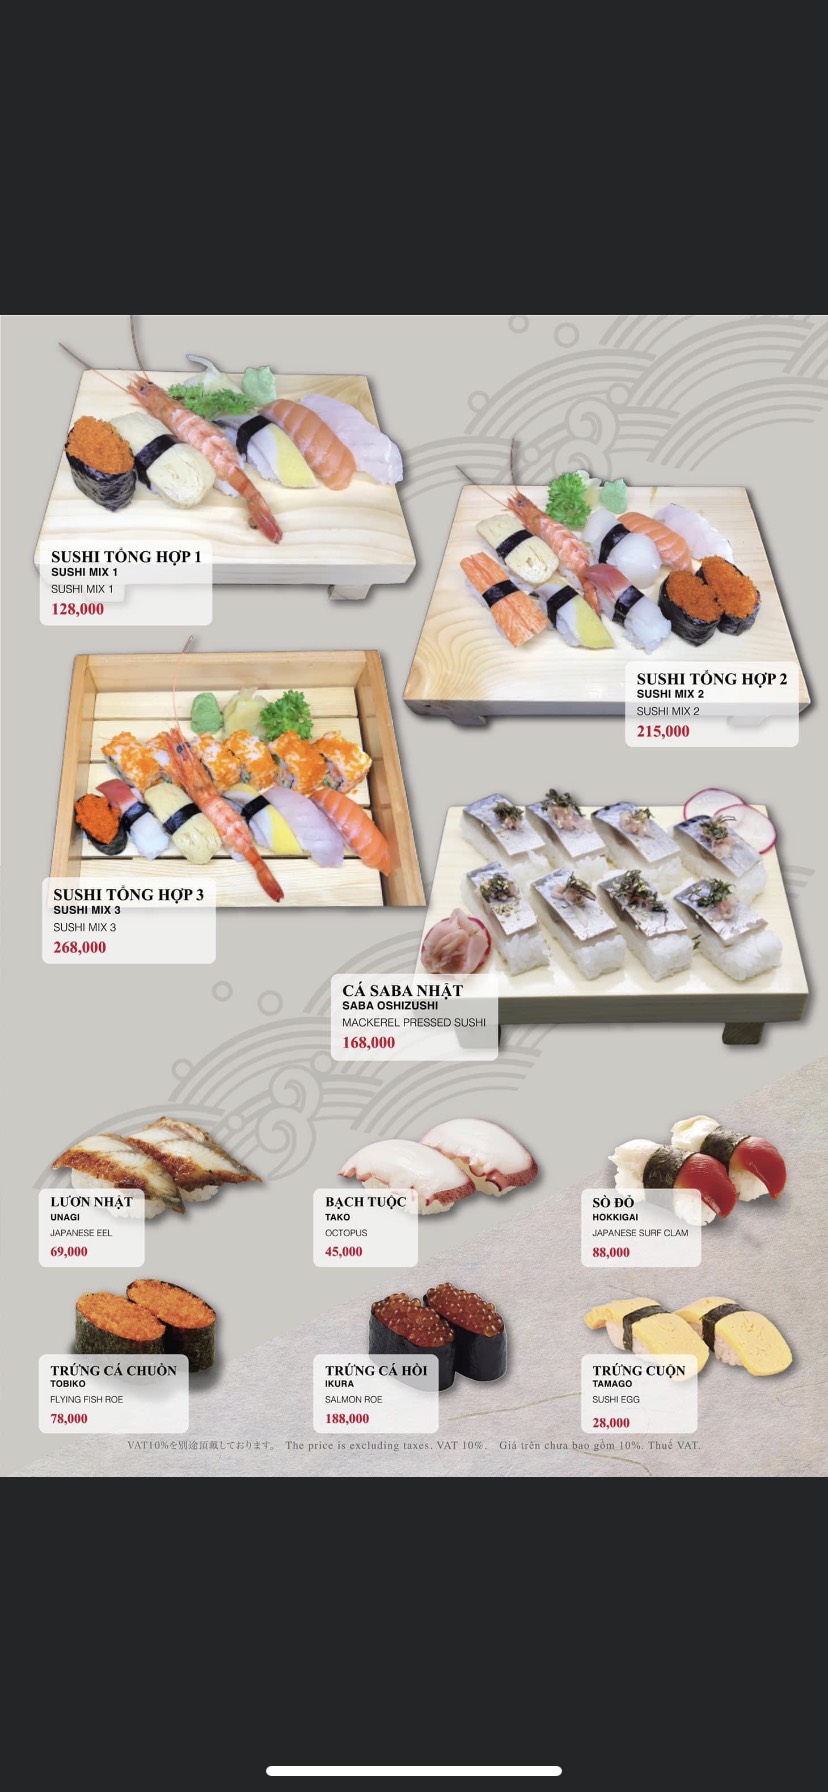 SUSHI TỔNG HỢP 1
SUSHI MIX 1
SUSHI MIX 1
128,000
SUSHI TỔNG HỢP 2
SUSHI MIX 2
SUSHI MIX 2
215,000
SUSHI TỔNG HỢP 3
SUSHI MIX 3
SUSHI MIX 3
268,000
CÁ SABA NHẬT
SABA OSHIZUSHI
MACKEREL PRESSED SUSHI
168,000
LƯƠN NHẬT
UNAGI
JAPANESE EEL
69,000
BẠCH TUỘC
TAKO
OCTOPUS
45,000
SÒ ĐỎ
HOKKIGAI
JAPANESE SURF CLAM
88,000
TRỨNG CÁ CHUỒN
TOBIKO
FLYING FISH ROE
78,000
TRỨNG CÁ HỒI
IKURA
SALMON ROE
188,000
TRỨNG CUỘN
TAMAGO
SUSHI EGG
28,000
VAT10%を別途頂戴しております。 The price is excluding taxes. VAT 10%. Giá trên chưa bao gồm 10%. Thuế VAT.